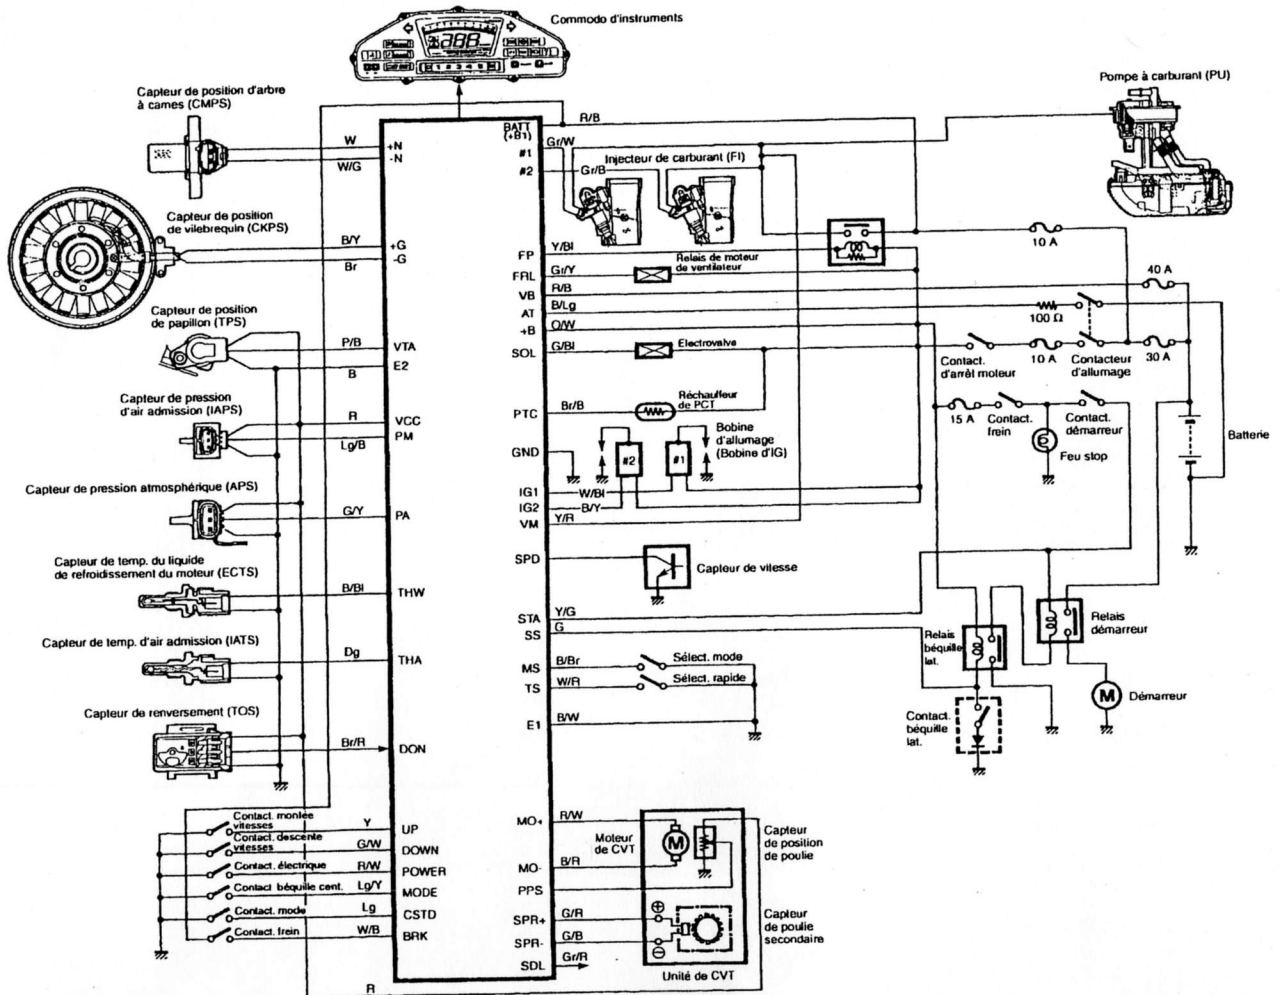 Commodo d'instruments
Capteur de position d'arbre
à cames (CMPS)
W
W/G
+N
-N
Capteur de position
de vilebrequin (CKPS)
B/Y
Br
+G
-G
Capteur de position
de papillon (TPS)
P/B
B
VTA
E2
Capteur de pression
d'air admission (IAPS)
R
Lg/B
VCC
PM
Capteur de pression atmosphérique (APS)
G/Y
PA
Capteur de temp. du liquide
de refroidissement du moteur (ECTS)
B/Bl
THW
Capteur de temp. d'air admission (IATS)
Dg
THA
Capteur de renversement (TOS)
Br/R
DON
Contact. montée
vitesses
Y
UP
Contact. descente
vitesses
G/W
DOWN
Contact. électrique
R/W
POWER
Contact béquille cent.
Lg/Y
MODE
Contact. mode
Lg
CSTD
Contact. frein
W/B
BRK
R
BATT
(+B1)
R/B
#1
Gr/W
#2
Gr/B
Injecteur de carburant (FI)
Pompe à carburant (PU)
FP
Y/Bl
Relais de moteur
de ventilateur
FRL
Gr/Y
VB
R/B
AT
B/Lg
+B
O/W
SOL
G/Bl
Electrovalve
10 A
40 A
100 Ω
Contact.
d'arrêt moteur
10 A
Contacteur
d'allumage
30 A
PTC
Br/B
Réchauffeur
de PCT
15 A
Contact.
frein
Contact.
démarreur
Feu stop
Batterie
GND
#2
#1
Bobine
d'allumage
(Bobine d'IG)
IG1
W/Bl
IG2
B/Y
VM
Y/R
SPD
Capteur de vitesse
STA
Y/G
SS
G
MS
B/Br
Sélect. mode
TS
W/R
Sélect. rapide
E1
B/W
Relais
béquille
lat.
Relais
démarreur
M
Démarreur
Contact.
béquille
lat.
MO+
R/W
Moteur
de CVT
M
Capteur
de position
de poulie
MO-
B/R
PPS
SPR+
G/R
SPR-
G/B
Capteur
de poulie
secondaire
SDL
Gr/R
Unité de CVT